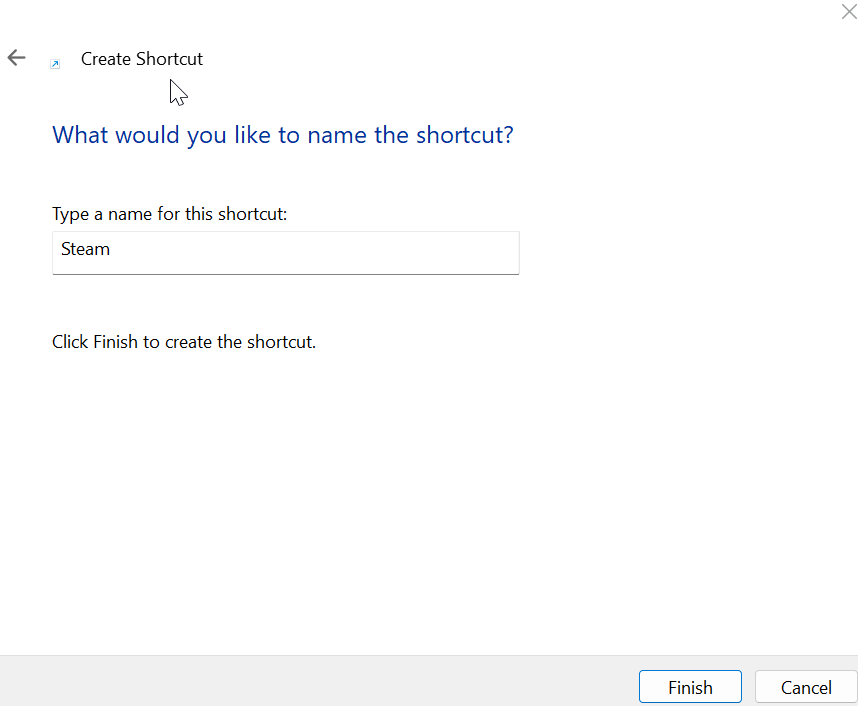 Create Shortcut
What would you like to name the shortcut?
Type a name for this shortcut:
Steam
Click Finish to create the shortcut.
Finish Cancel